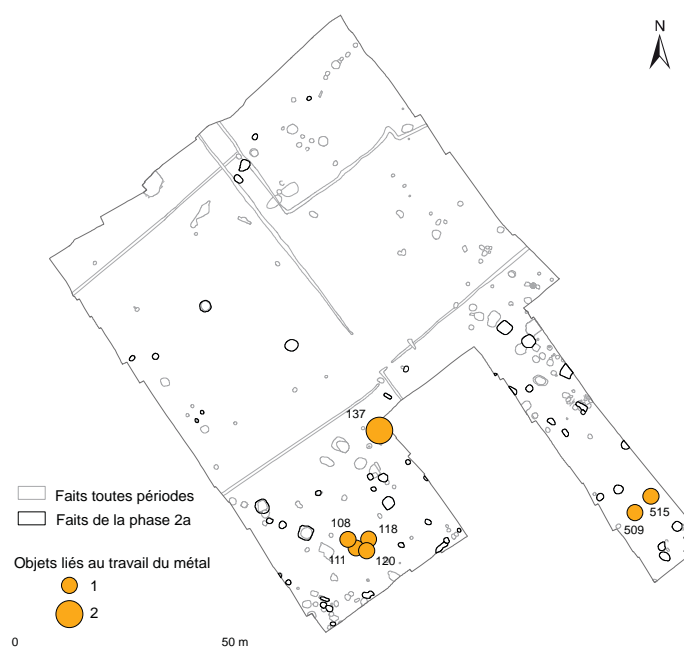 N
137
108
118
111
120
515
509
Faits toutes périodes
Faits de la phase 2a
Objets liés au travail du métal
1
2
0 50 m